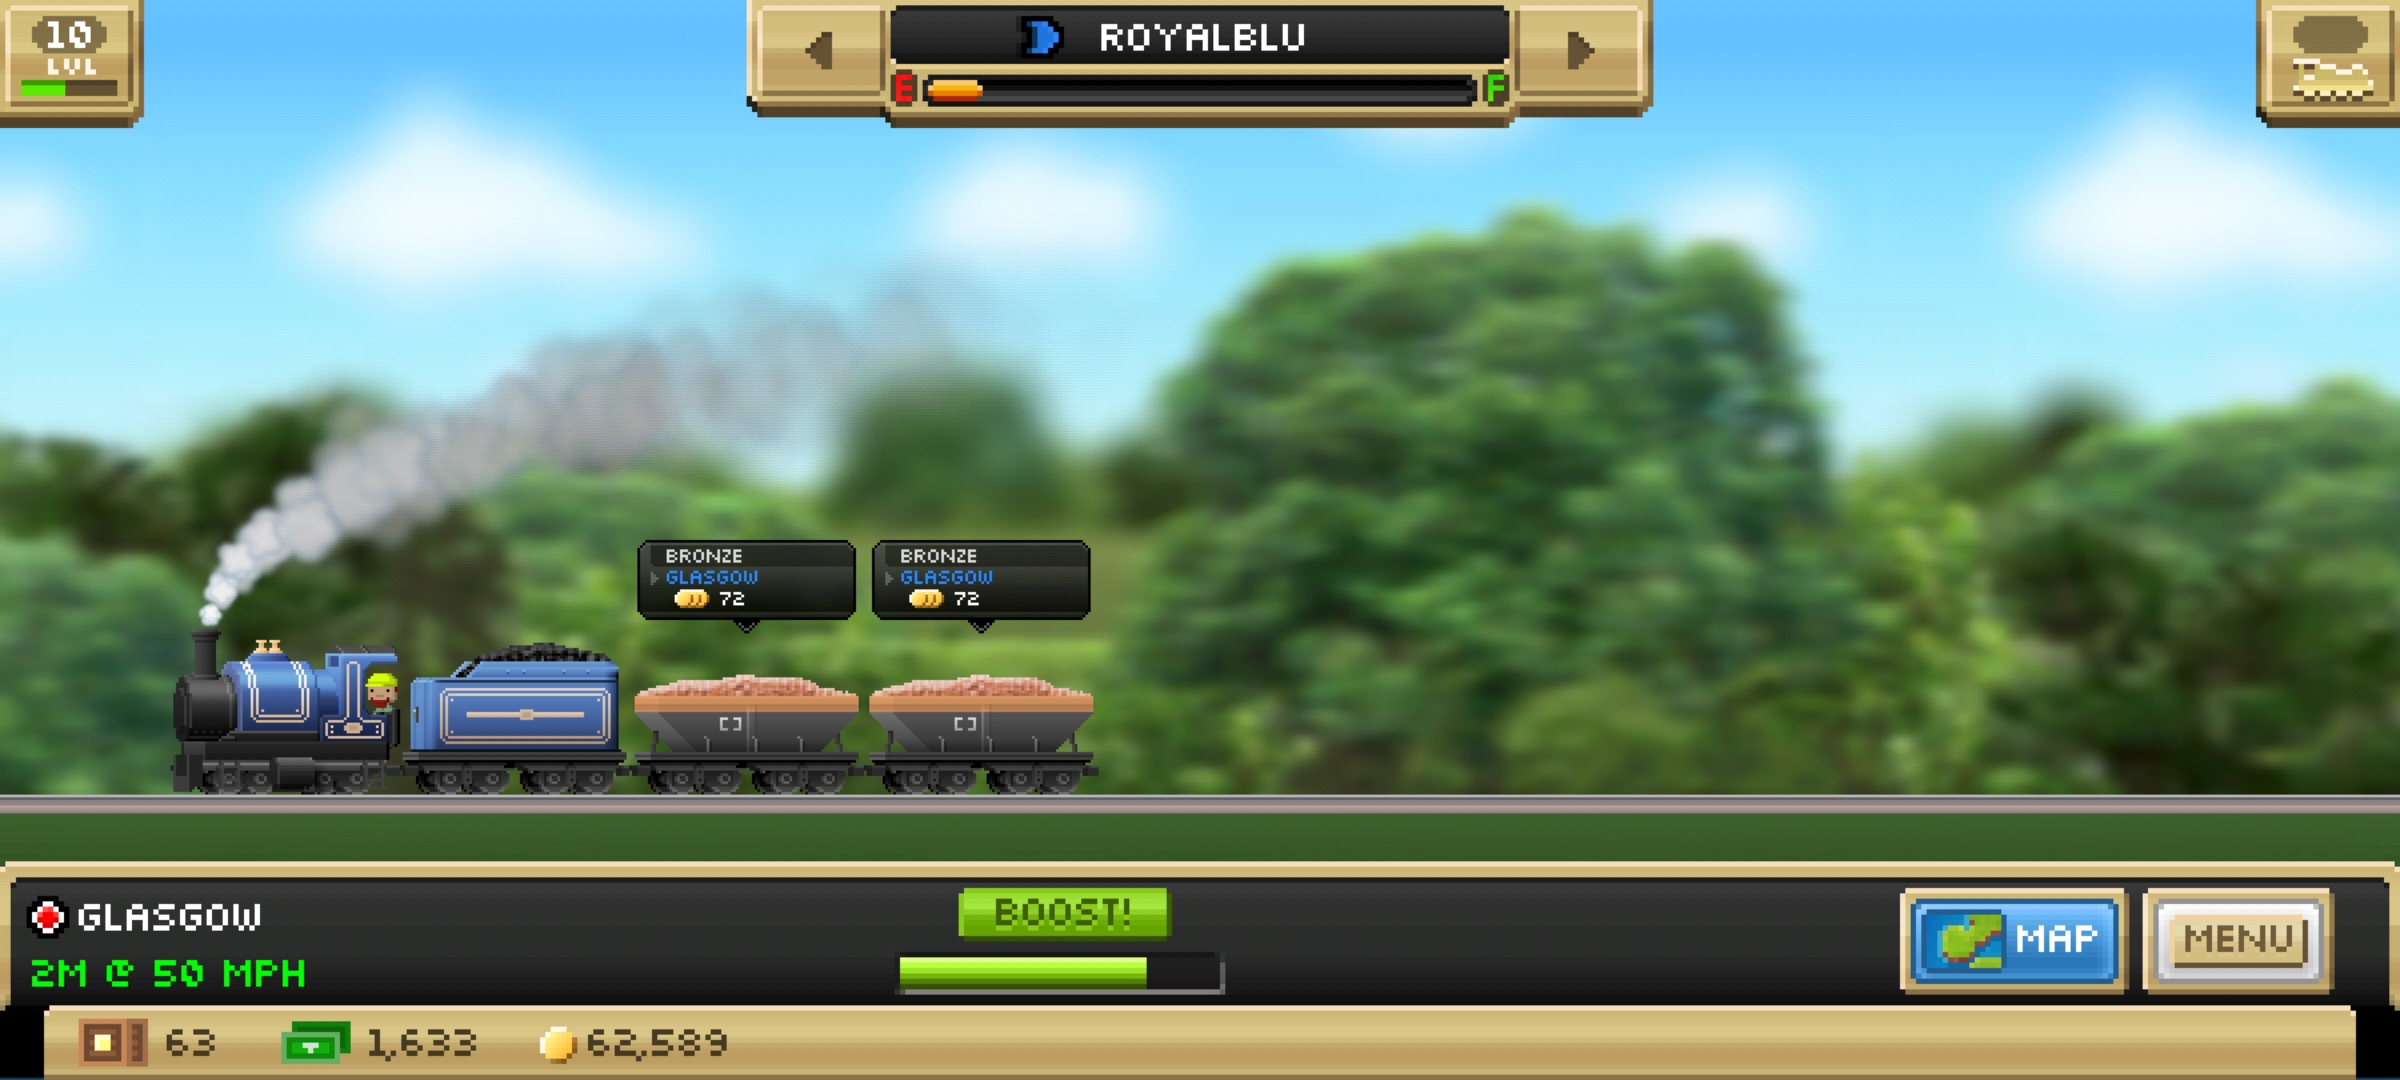 10
LVL
ROYALBLU
E F
BRONZE
GLASGOW
72
BRONZE
GLASGOW
72
GLASGOW
2M @ 50 MPH
BOOST!
MAP
MENU
63
1,633
62,589